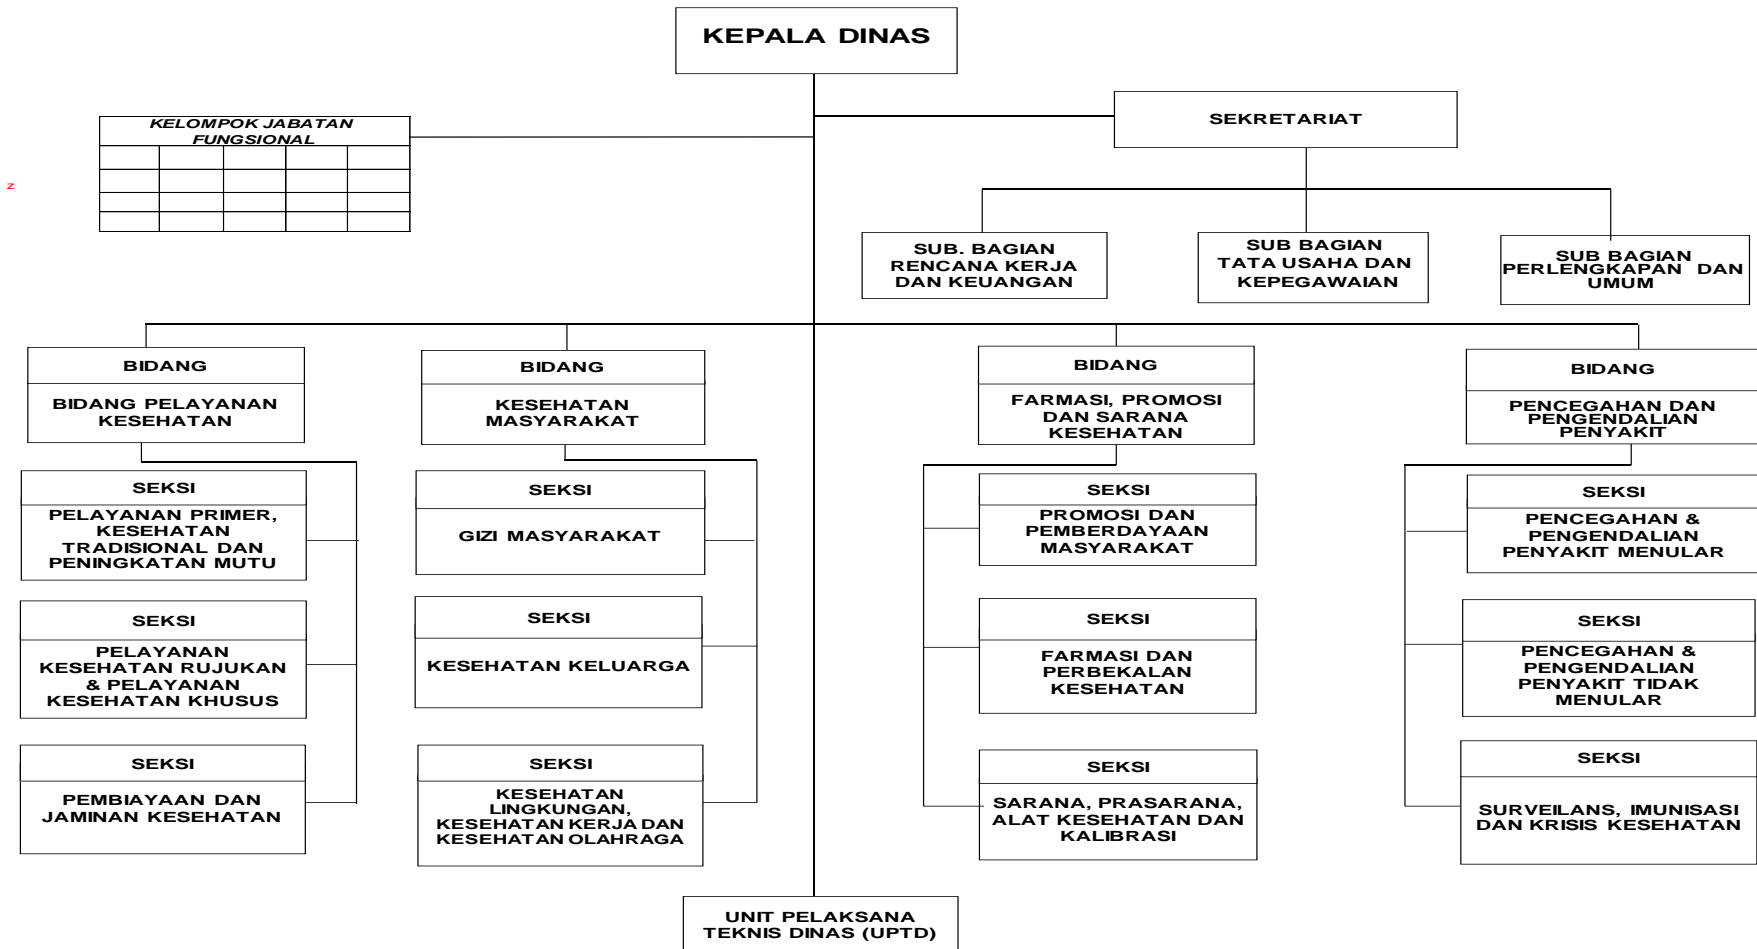 KEPALA DINAS
SEKRETARIAT
KELOMPOK JABATAN
FUNGSIONAL
z
SUB. BAGIAN
RENCANA KERJA
DAN KEUANGAN
SUB BAGIAN
TATA USAHA DAN
KEPEGAWAIAN
SUB BAGIAN
PERLENGKAPAN DAN
UMUM
BIDANG
BIDANG PELAYANAN
KESEHATAN
BIDANG
KESEHATAN
MASYARAKAT
BIDANG
FARMASI, PROMOSI
DAN SARANA
KESEHATAN
BIDANG
PENCEGAHAN DAN
PENGENDALIAN
PENYAKIT
SEKSI
PELAYANAN PRIMER,
KESEHATAN
TRADISIONAL DAN
PENINGKATAN MUTU
SEKSI
GIZI MASYARAKAT
SEKSI
PROMOSI DAN
PEMBERDAYAAN
MASYARAKAT
SEKSI
PENCEGAHAN &
PENGENDALIAN
PENYAKIT MENULAR
SEKSI
PELAYANAN
KESEHATAN RUJUKAN
& PELAYANAN
KESEHATAN KHUSUS
SEKSI
KESEHATAN KELUARGA
SEKSI
FARMASI DAN
PERBEKALAN
KESEHATAN
SEKSI
PENCEGAHAN &
PENGENDALIAN
PENYAKIT TIDAK
MENULAR
SEKSI
PEMBIAYAAN DAN
JAMINAN KESEHATAN
SEKSI
KESEHATAN
LINGKUNGAN,
KESEHATAN KERJA DAN
KESEHATAN OLAHRAGA
SEKSI
SARANA, PRASARANA,
ALAT KESEHATAN DAN
KALIBRASI
SEKSI
SURVEILANS, IMUNISASI
DAN KRISIS KESEHATAN
UNIT PELAKSANA
TEKNIS DINAS (UPTD)